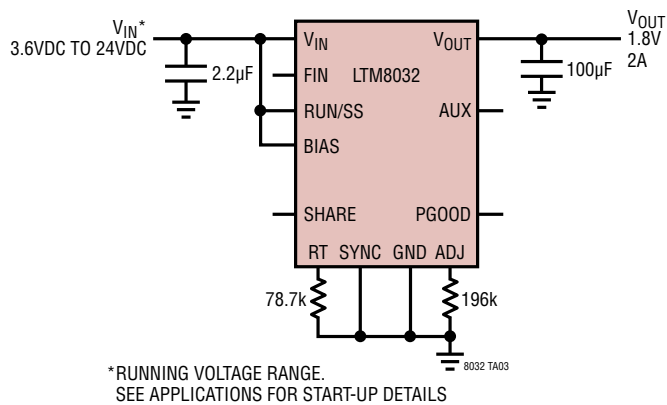 VIN*
3.6VDC TO 24VDC
2.2µF
VIN
FIN
RUN/SS
BIAS
SHARE
LTM8032
VOUT
AUX
PGOOD
RT SYNC GND ADJ
VOUT
1.8V
2A
100µF
78.7k
196k
8032 TA03
*RUNNING VOLTAGE RANGE.
SEE APPLICATIONS FOR START-UP DETAILS